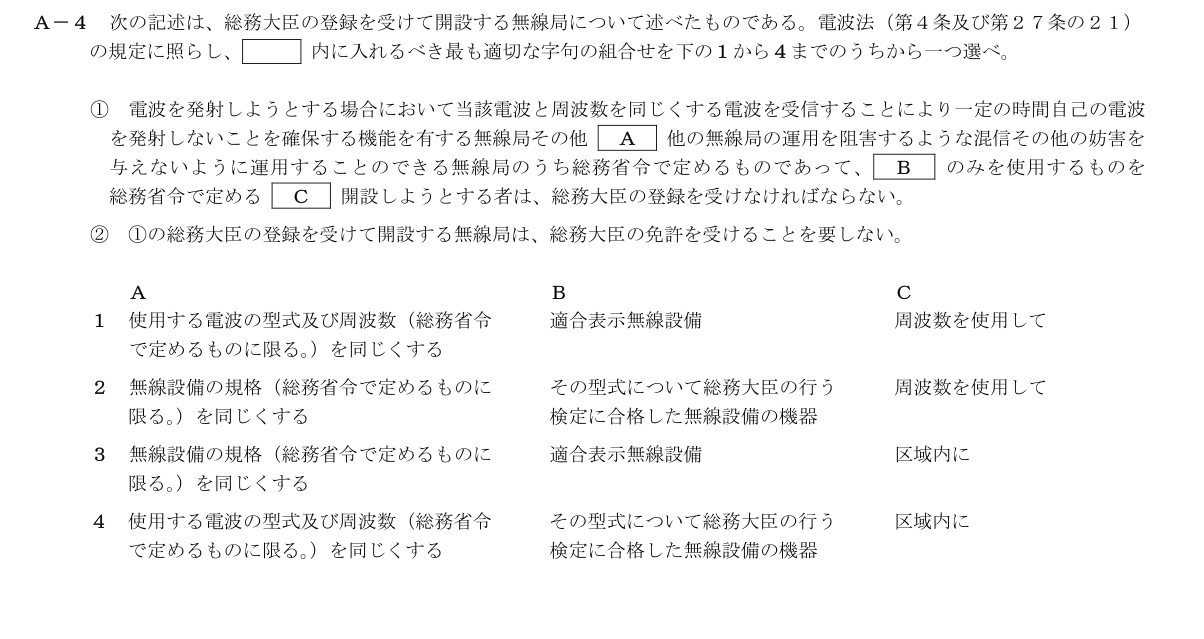 A－4 次の記述は、総務大臣の登録を受けて開設する無線局について述べたものである。電波法（第４条及び第２７条の２１）
の規定に照らし、 内に入れるべき最も適切な字句の組合せを下の1から4までのうちから一つ選べ。
① 電波を発射しようとする場合において当該電波と周波数を同じくする電波を受信することにより一定の時間自己の電波
を発射しないことを確保する機能を有する無線局その他 A 他の無線局の運用を阻害するような混信その他の妨害を
与えないように運用することのできる無線局のうち総務省令で定めるものであって、 B のみを使用するものを
総務省令で定める C 開設しようとする者は、総務大臣の登録を受けなければならない。
② ①の総務大臣の登録を受けて開設する無線局は、総務大臣の免許を受けることを要しない。
A B C
1 使用する電波の型式及び周波数（総務省令 適合表示無線設備 周波数を使用して
で定めるものに限る。）を同じくする
2 無線設備の規格（総務省令で定めるものに その型式について総務大臣の行う 周波数を使用して
限る。）を同じくする 検定に合格した無線設備の機器
3 無線設備の規格（総務省令で定めるものに 適合表示無線設備 区域内に
限る。）を同じくする
4 使用する電波の型式及び周波数（総務省令 その型式について総務大臣の行う 区域内に
で定めるものに限る。）を同じくする 検定に合格した無線設備の機器